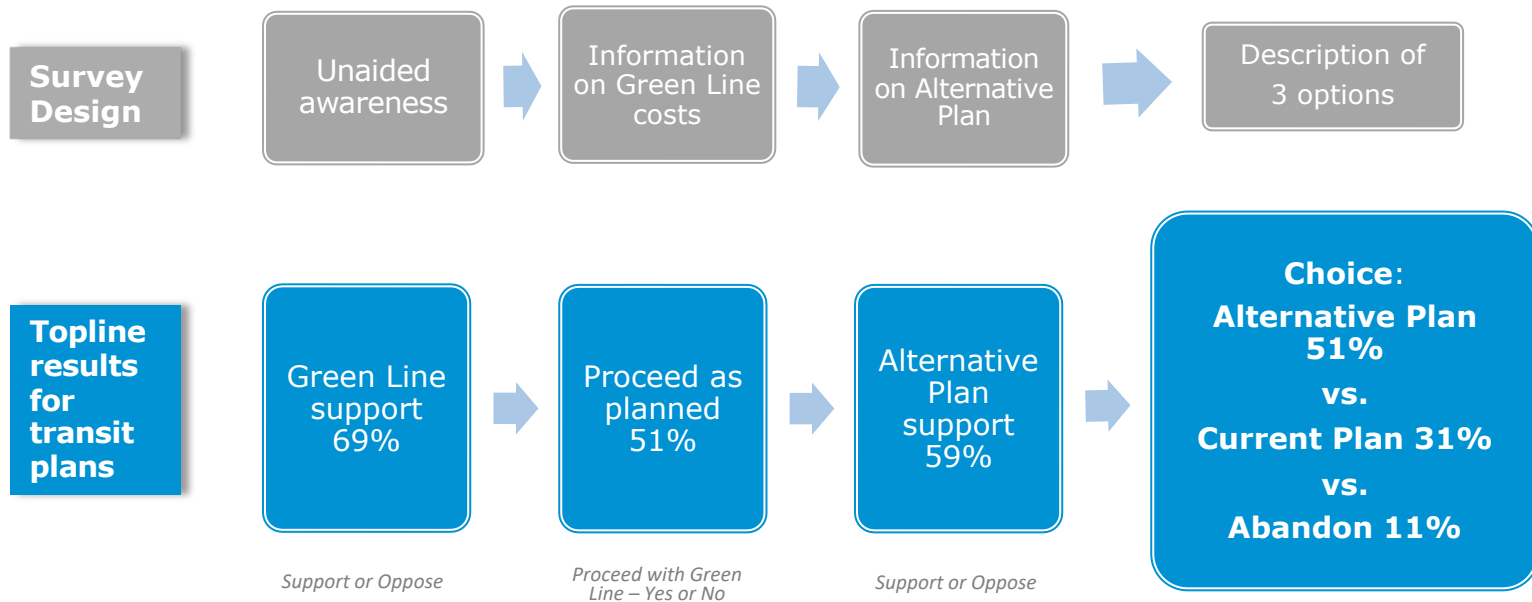 Survey
Design
Unaided
awareness
Information
on Green Line
costs
Information
on Alternative
Plan
Description of
3 options
Topline
results
for
transit
plans
Green Line
support
69%
Proceed as
planned
51%
Alternative
Plan
support
59%
Choice:
Alternative Plan
51%
vs.
Current Plan 31%
vs.
Abandon 11%
Support or Oppose
Proceed with Green
Line – Yes or No
Support or Oppose